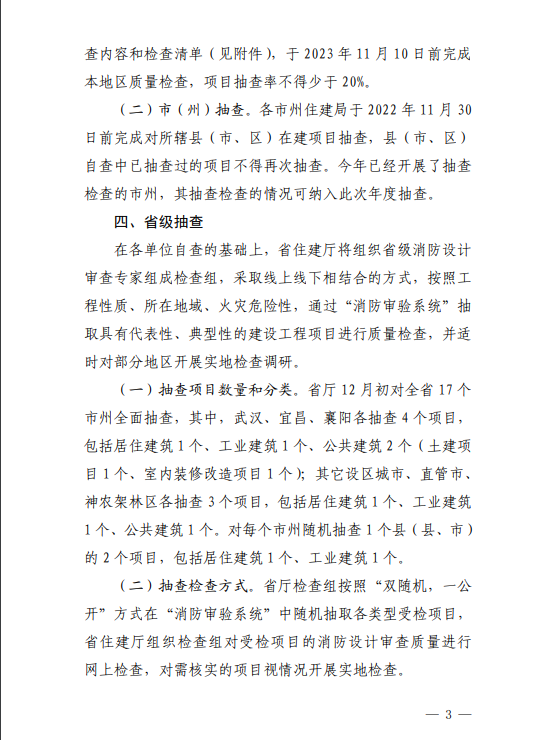 查内容和检查清单（见附件），于 2023 年 11 月 10 日前完成
本地区质量检查，项目抽查率不得少于 20%。
（二）市（州）抽查。各市州住建局于 2022 年 11 月 30
日前完成对所辖县（市、区）在建项目抽查，县（市、区）
自查中已抽查过的项目不得再次抽查。今年已经开展了抽查
检查的市州，其抽查检查的情况可纳入此次年度抽查。
四、省级抽查
在各单位自查的基础上，省住建厅将组织省级消防设计
审查专家组成检查组，采取线上线下相结合的方式，按照工
程性质、所在地域、火灾危险性，通过“消防审验系统”抽
取具有代表性、典型性的建设工程项目进行质量检查，并适
时对部分地区开展实地检查调研。
（一）抽查项目数量和分类。省厅 12 月初对全省 17 个
市州全面抽查，其中，武汉、宜昌、襄阳各抽查 4 个项目，
包括居住建筑 1 个、工业建筑 1 个、公共建筑 2 个（土建项
目 1 个、室内装修改造项目 1 个）；其它设区城市、直管市、
神农架林区各抽查 3 个项目，包括居住建筑 1 个、工业建筑
1 个、公共建筑 1 个。对每个市州随机抽查 1 个县（县、市）
的 2 个项目，包括居住建筑 1 个、工业建筑 1 个。
（二）抽查检查方式。省厅检查组按照“双随机，一公
开”方式在“消防审验系统”中随机抽取各类型受检项目，
省住建厅组织检查组对受检项目的消防设计审查质量进行
网上检查，对需核实的项目视情况开展实地检查。
— 3 —